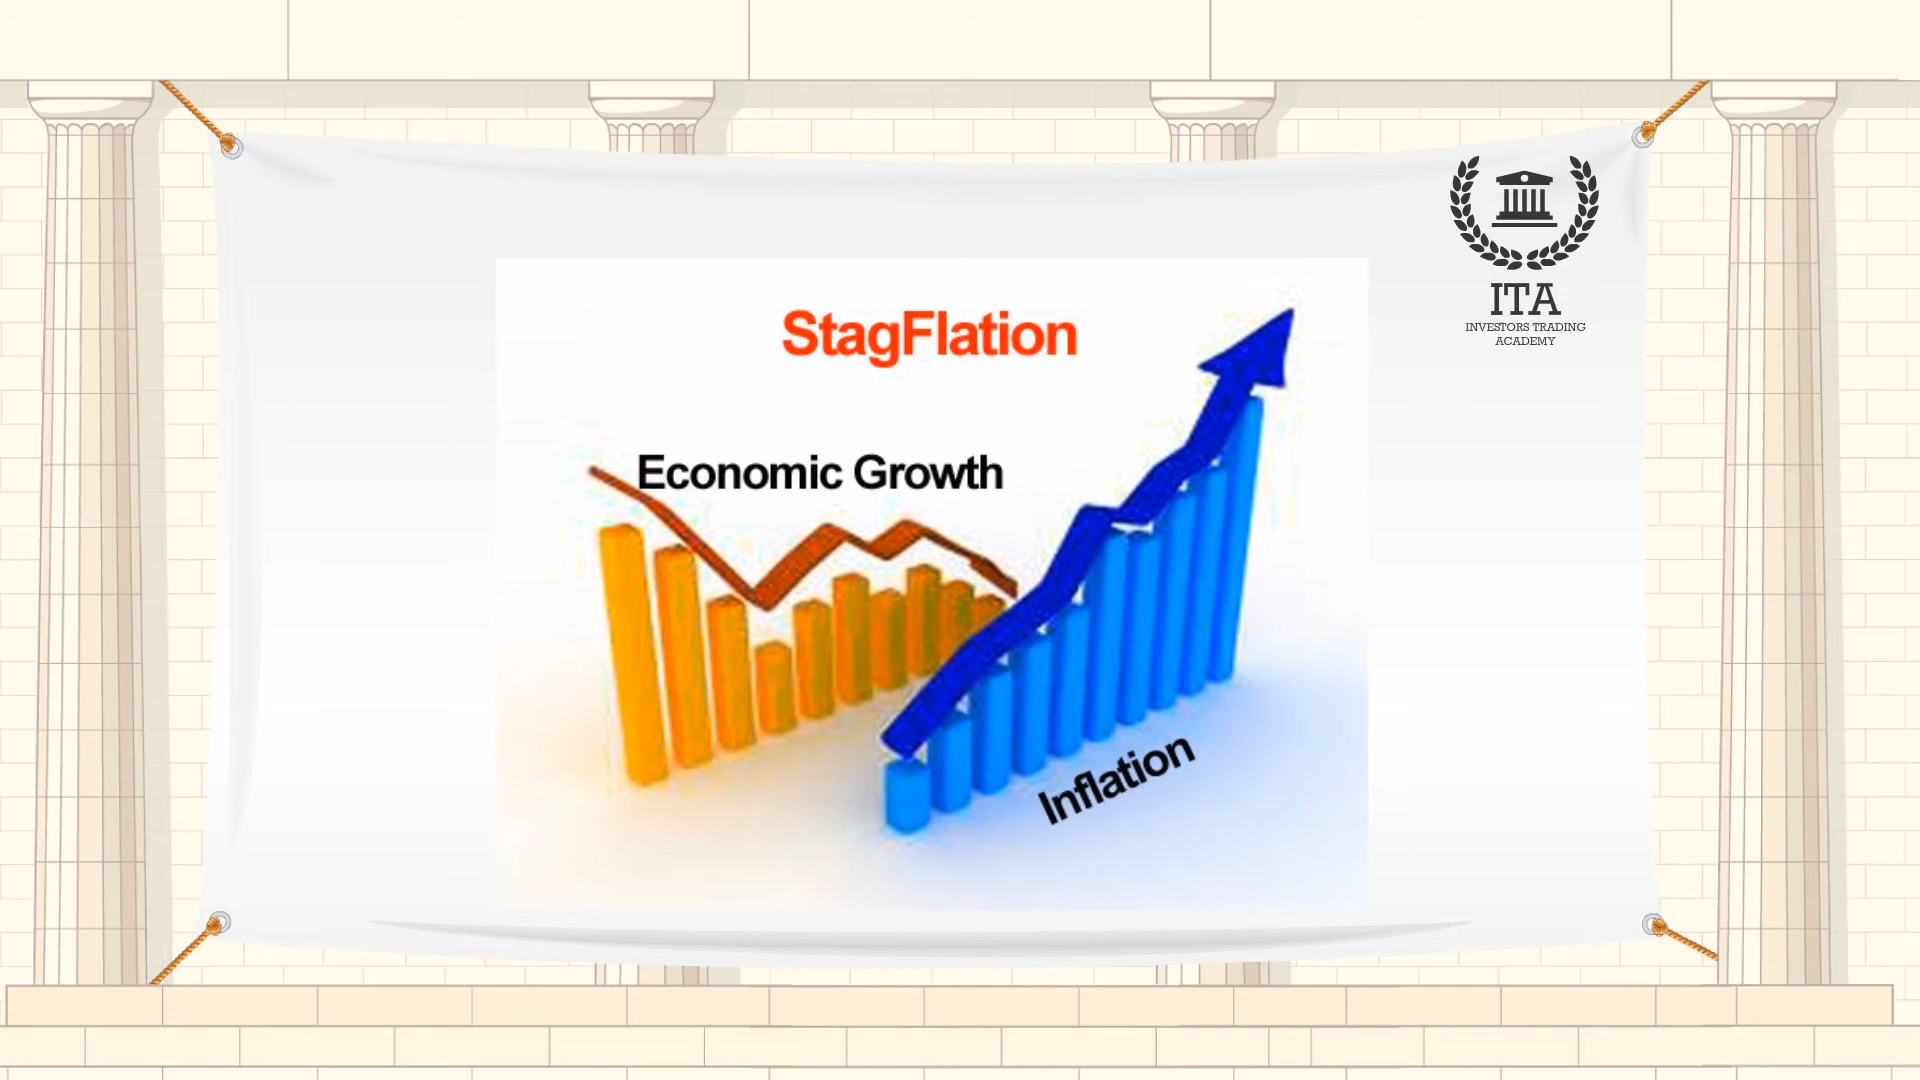 ITA
INVESTORS TRADING
ACADEMY
StagFlation
Economic Growth
Inflation